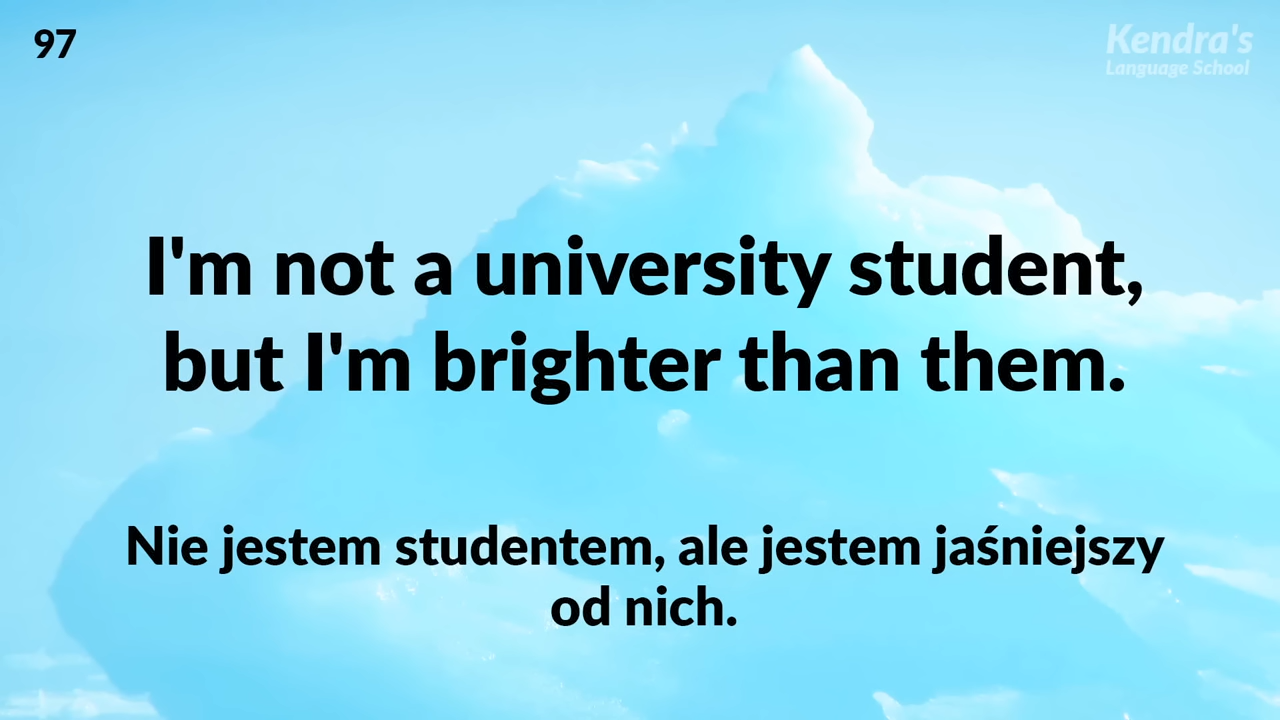 97
Kendra's
Language School
I'm not a university student,
but I'm brighter than them.
Nie jestem studentem, ale jestem jaśniejszy
od nich.